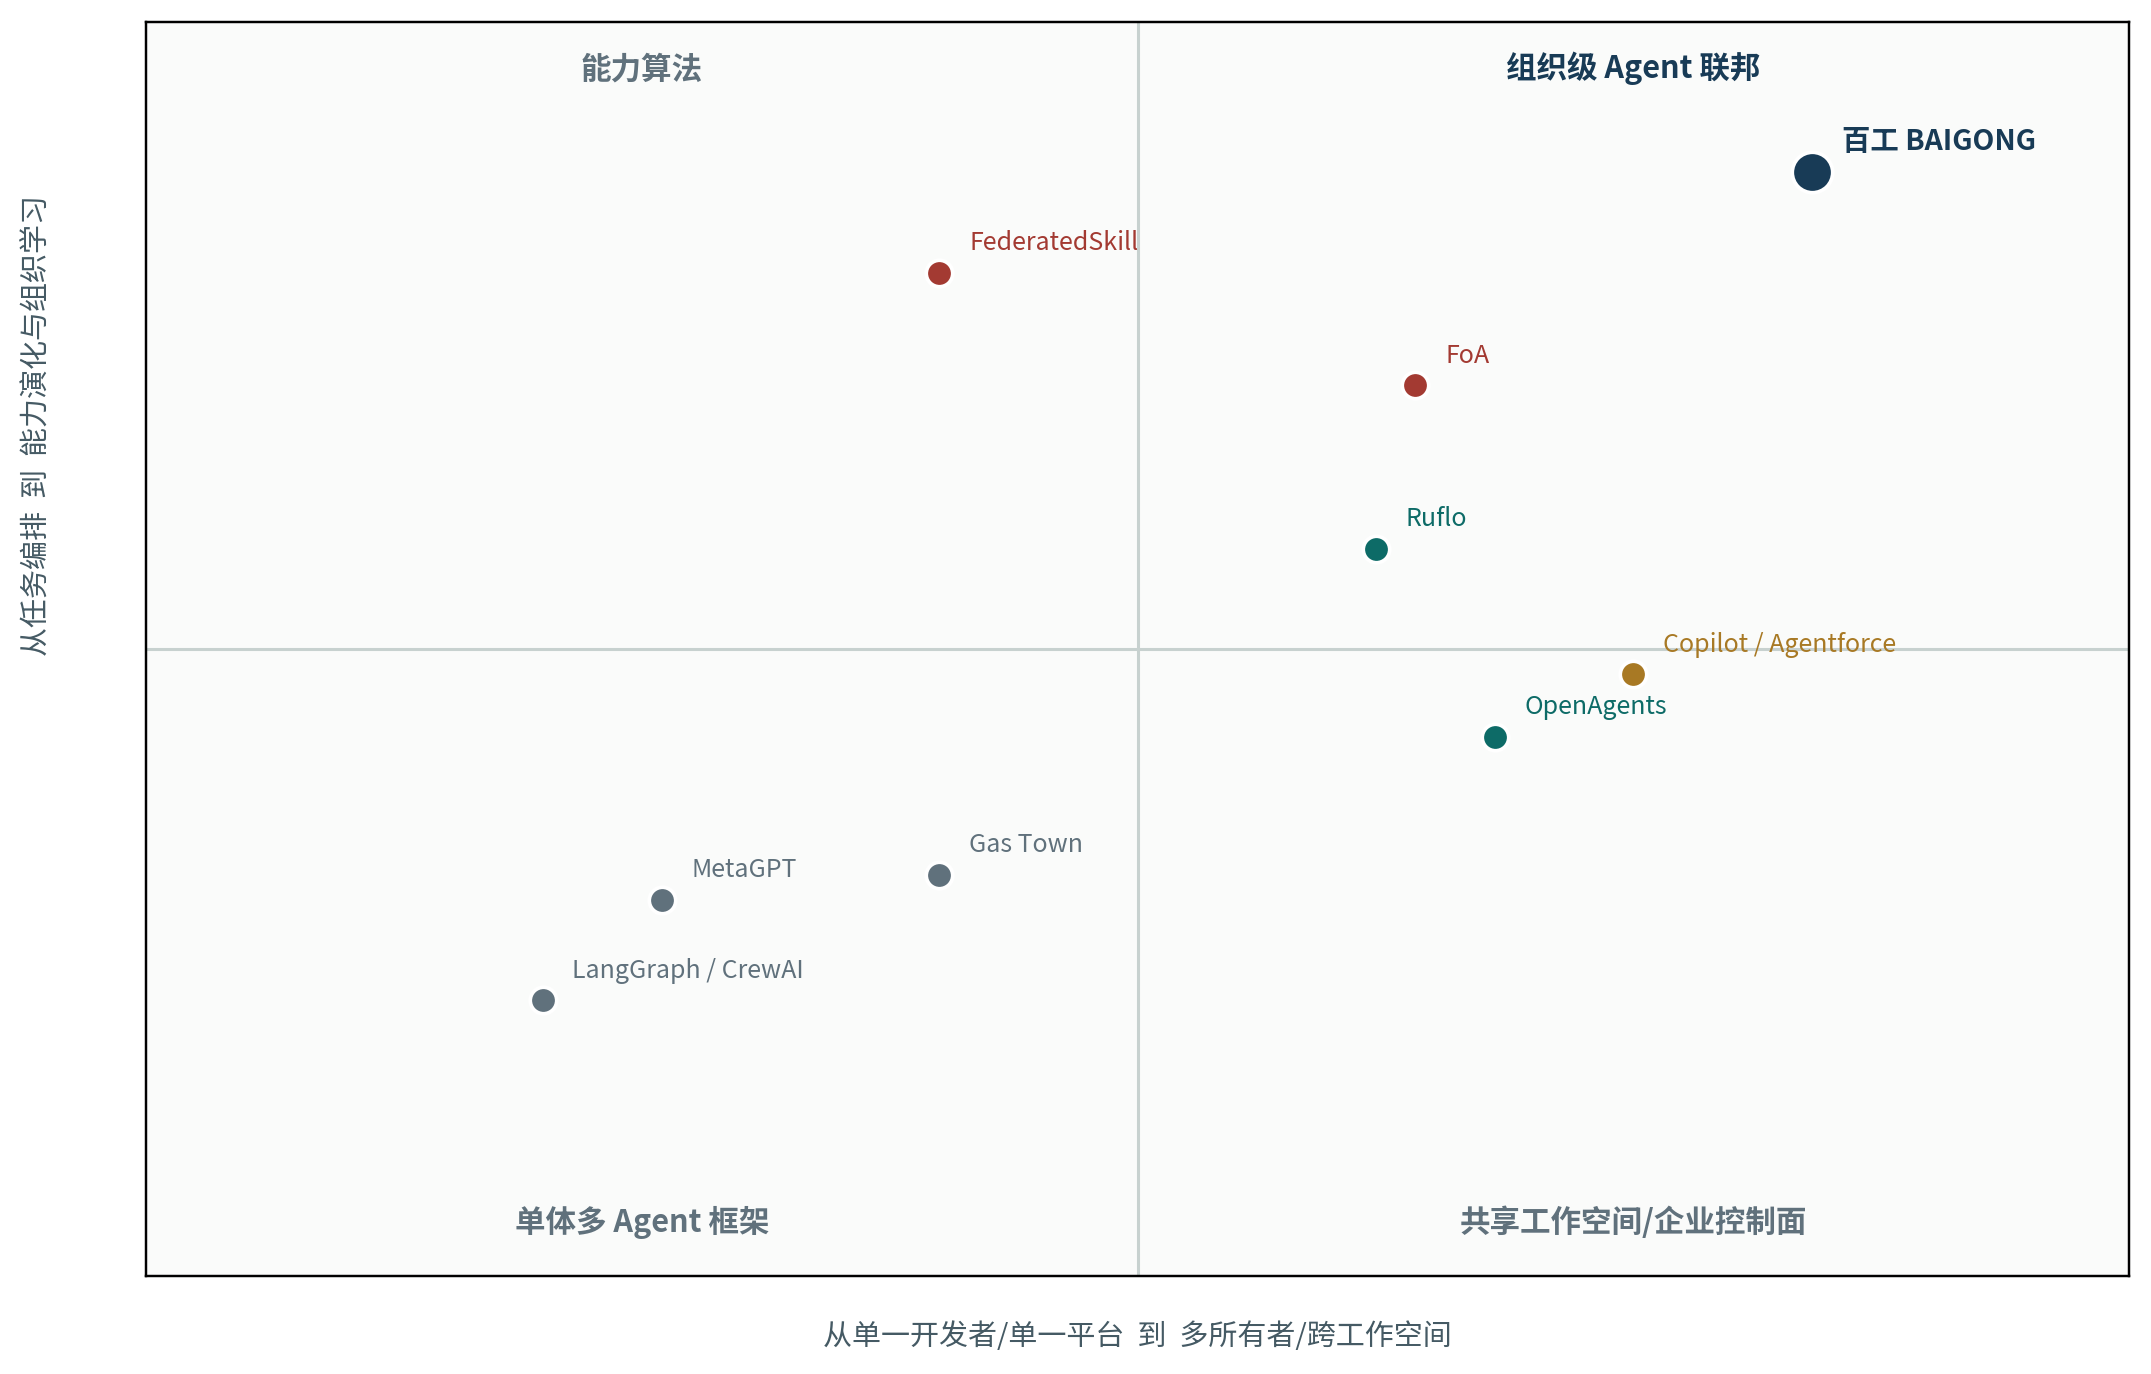 能力算法
组织级 Agent 联邦
百工 BAIGONG
FederatedSkill
FoA
Ruflo
Copilot / Agentforce
OpenAgents
Gas Town
MetaGPT
LangGraph / CrewAI
单体多 Agent 框架
共享工作空间/企业控制面
从任务编排 到 能力演化与组织学习
从单一开发者/单一平台 到 多所有者/跨工作空间